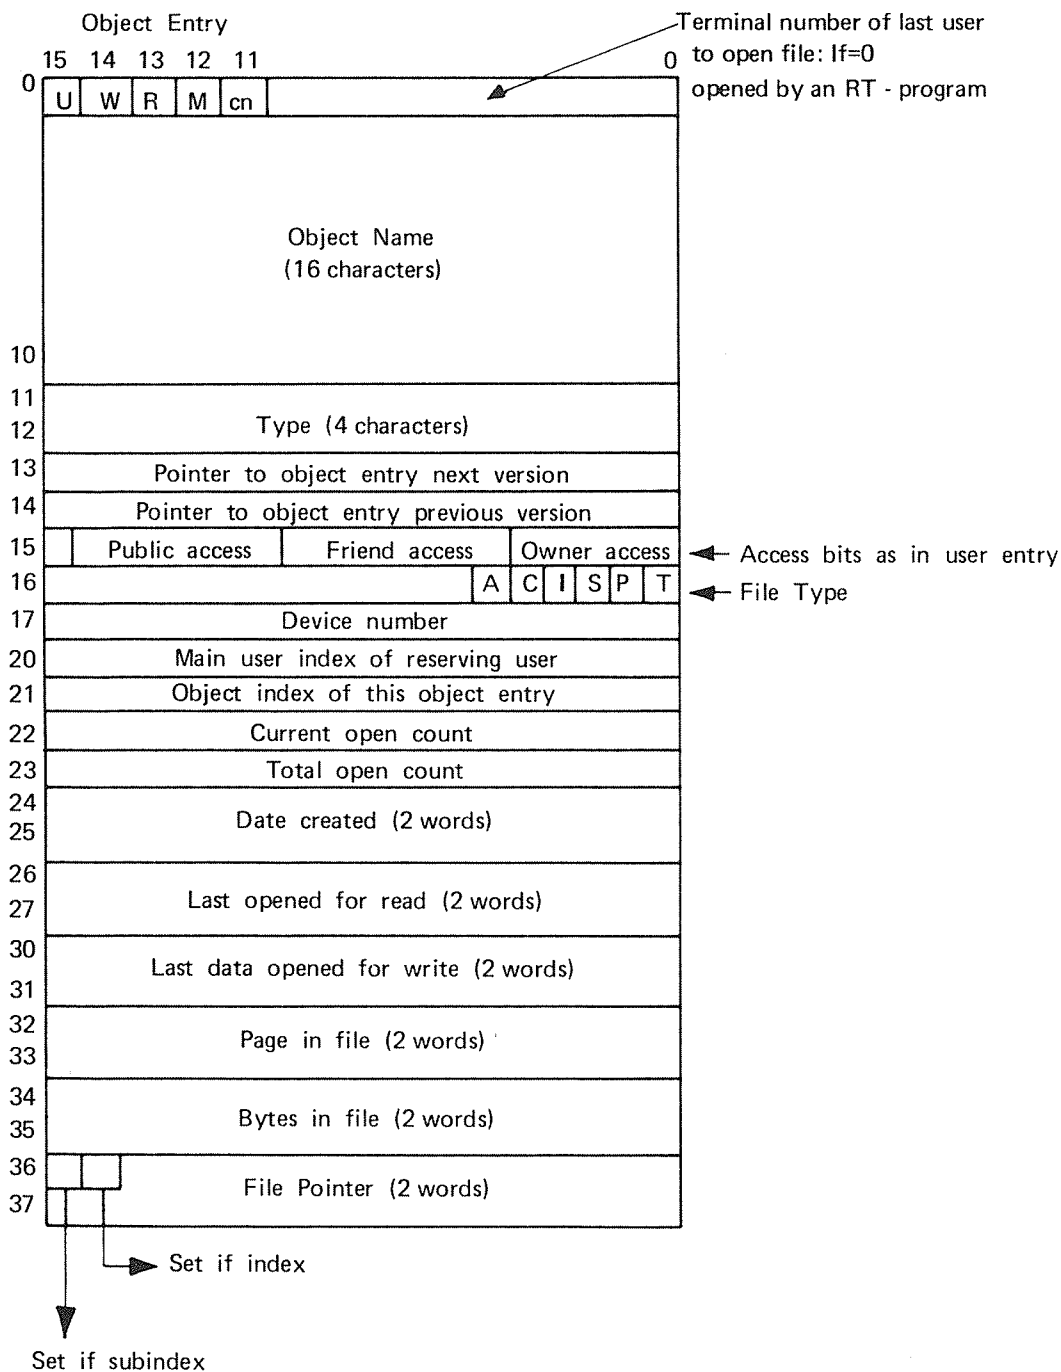 Object Entry
Terminal number of last user
to open file: If=0
opened by an RT - program
15 14 13 12 11 0
0
U W R M cn
Object Name
(16 characters)
10
11
12
Type (4 characters)
13
Pointer to object entry next version
14
Pointer to object entry previous version
15
Public access Friend access Owner access
Access bits as in user entry
16
A C I S P T
File Type
17
Device number
20
Main user index of reserving user
21
Object index of this object entry
22
Current open count
23
Total open count
24
25
Date created (2 words)
26
27
Last opened for read (2 words)
30
31
Last data opened for write (2 words)
32
33
Page in file (2 words)
34
35
Bytes in file (2 words)
36
37
File Pointer (2 words)
Set if index
Set if subindex